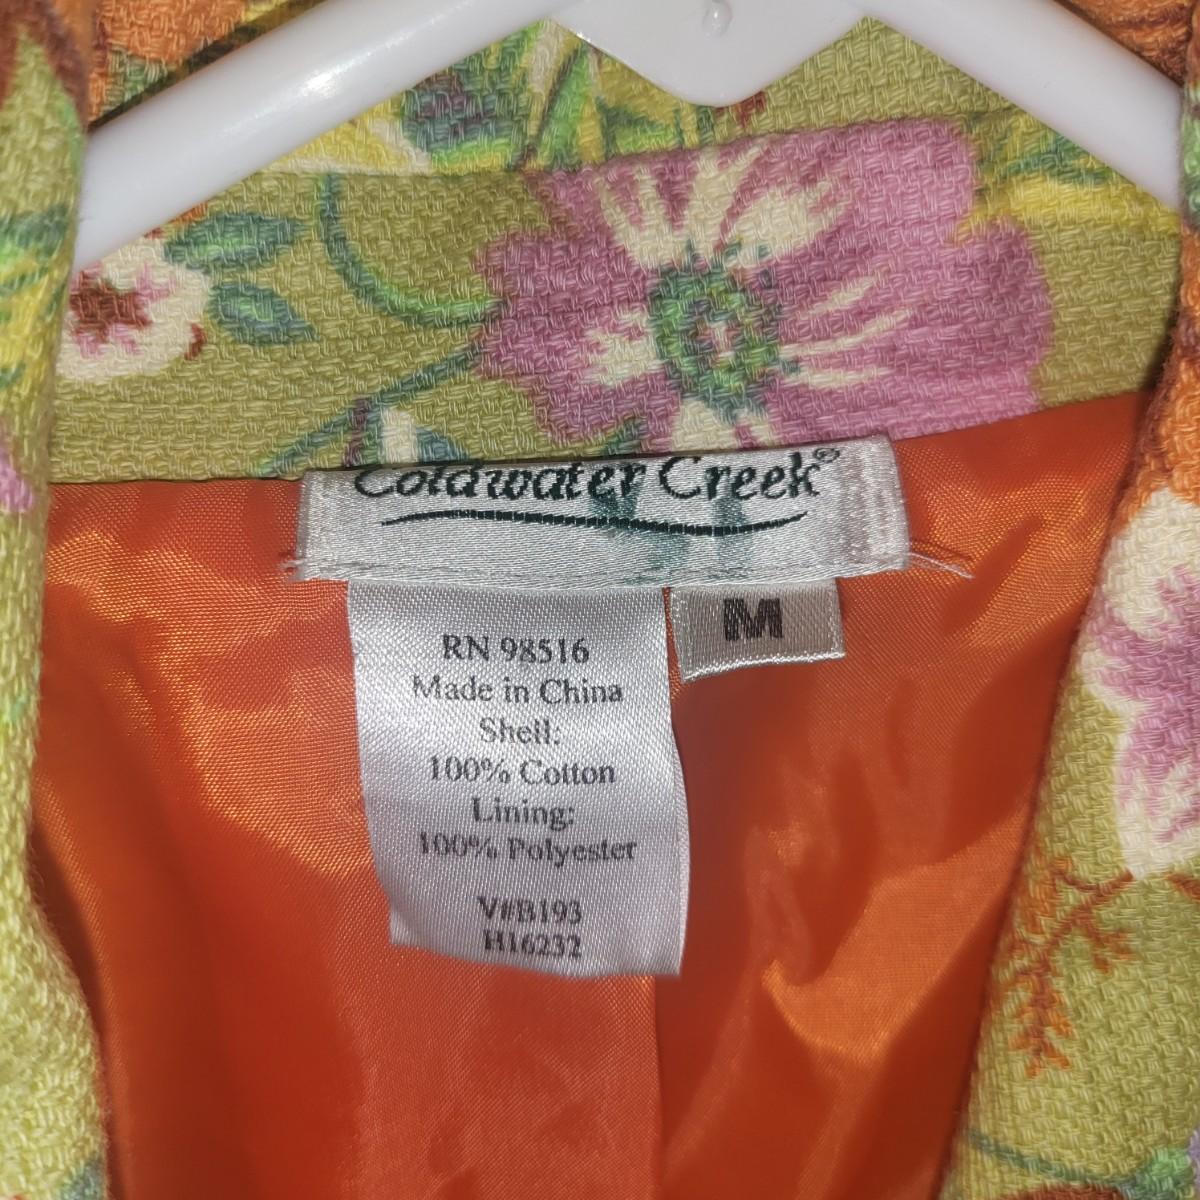 Coldwater Creek®
M
RN 98516
Made in China
Shell:
100% Cotton
Lining:
100% Polyester
V#B193
H16232